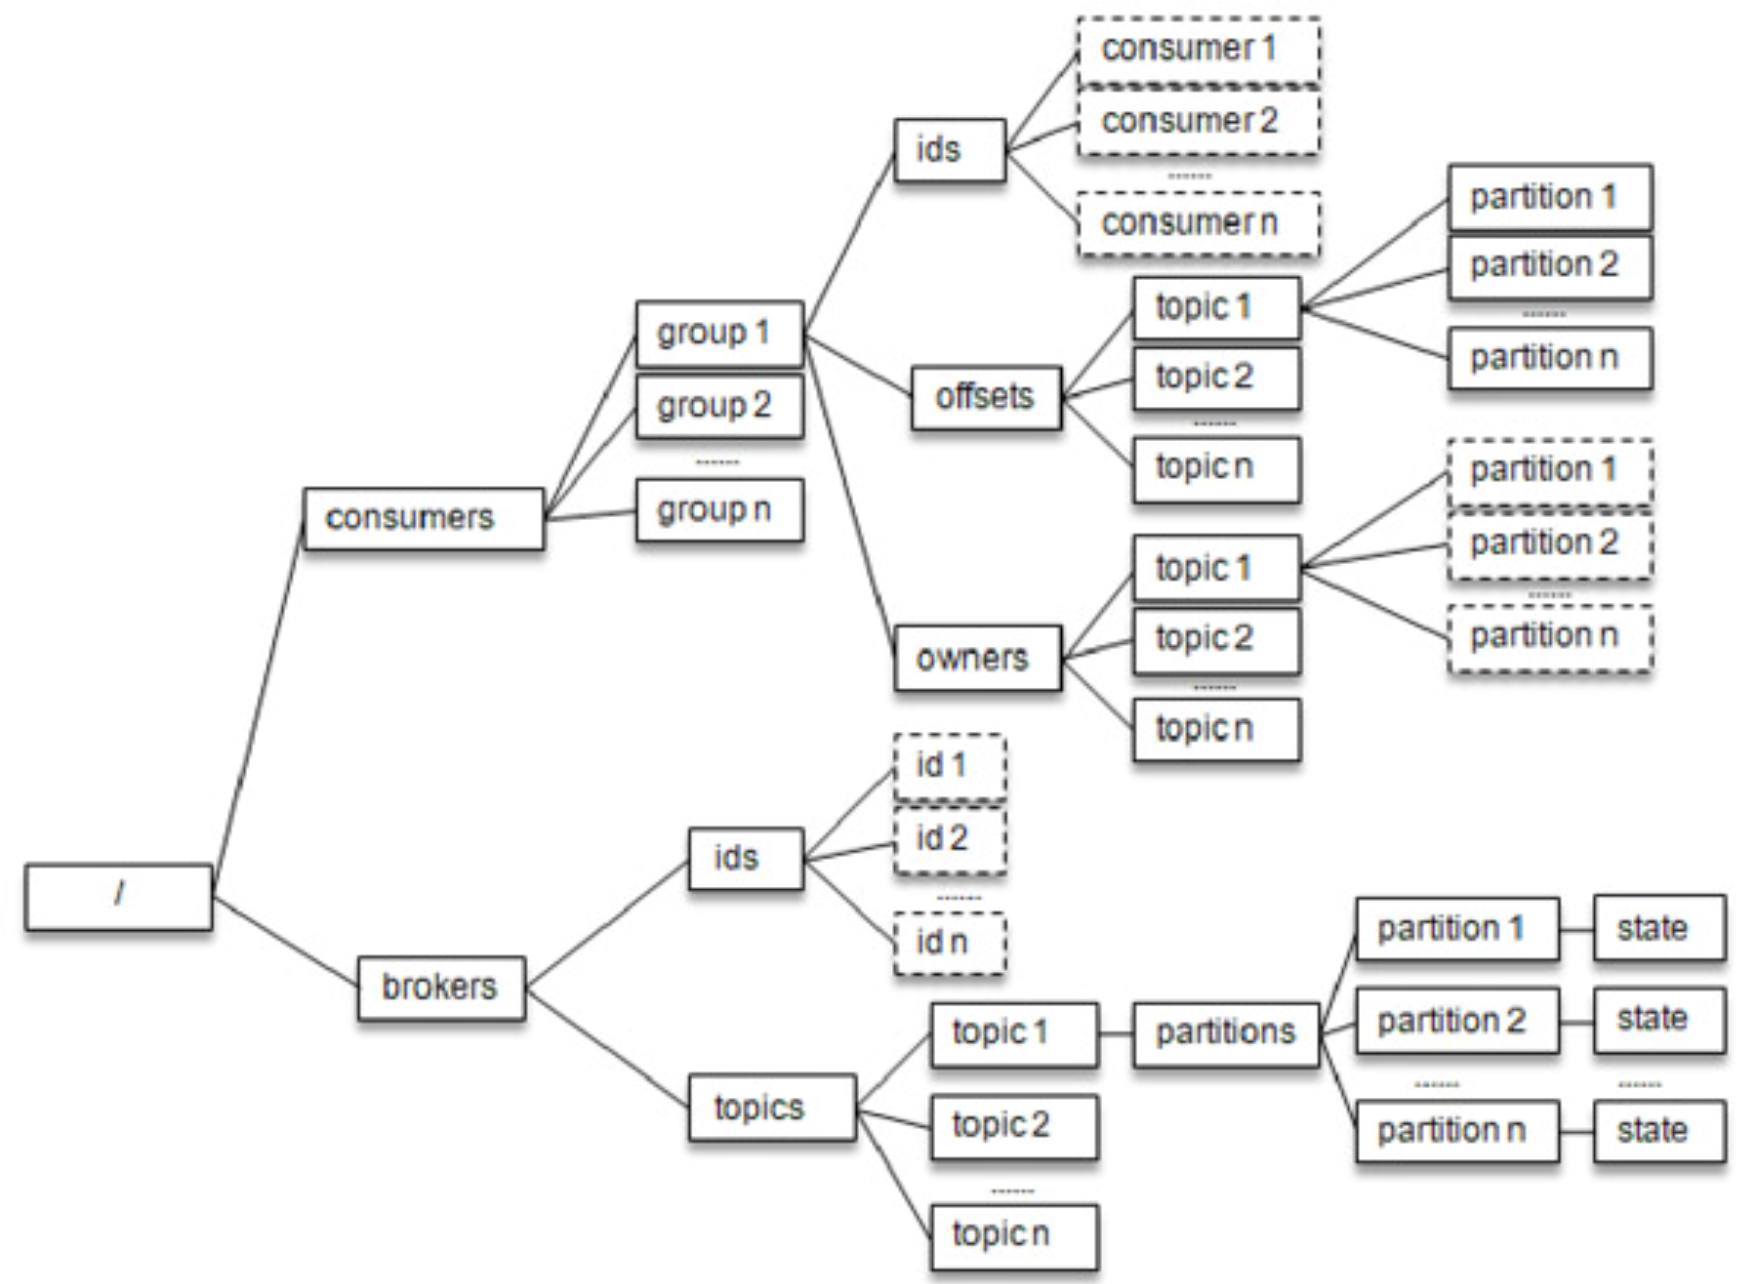 /
consumers
group 1
group 2
......
group n
ids
consumer 1
consumer 2
......
consumer n
offsets
topic 1
partition 1
partition 2
......
partition n
topic 2
......
topic n
owners
topic 1
partition 1
partition 2
......
partition n
topic 2
......
topic n
brokers
ids
id 1
id 2
......
id n
topics
topic 1
partitions
partition 1
state
partition 2
state
......
......
partition n
state
topic 2
......
topic n